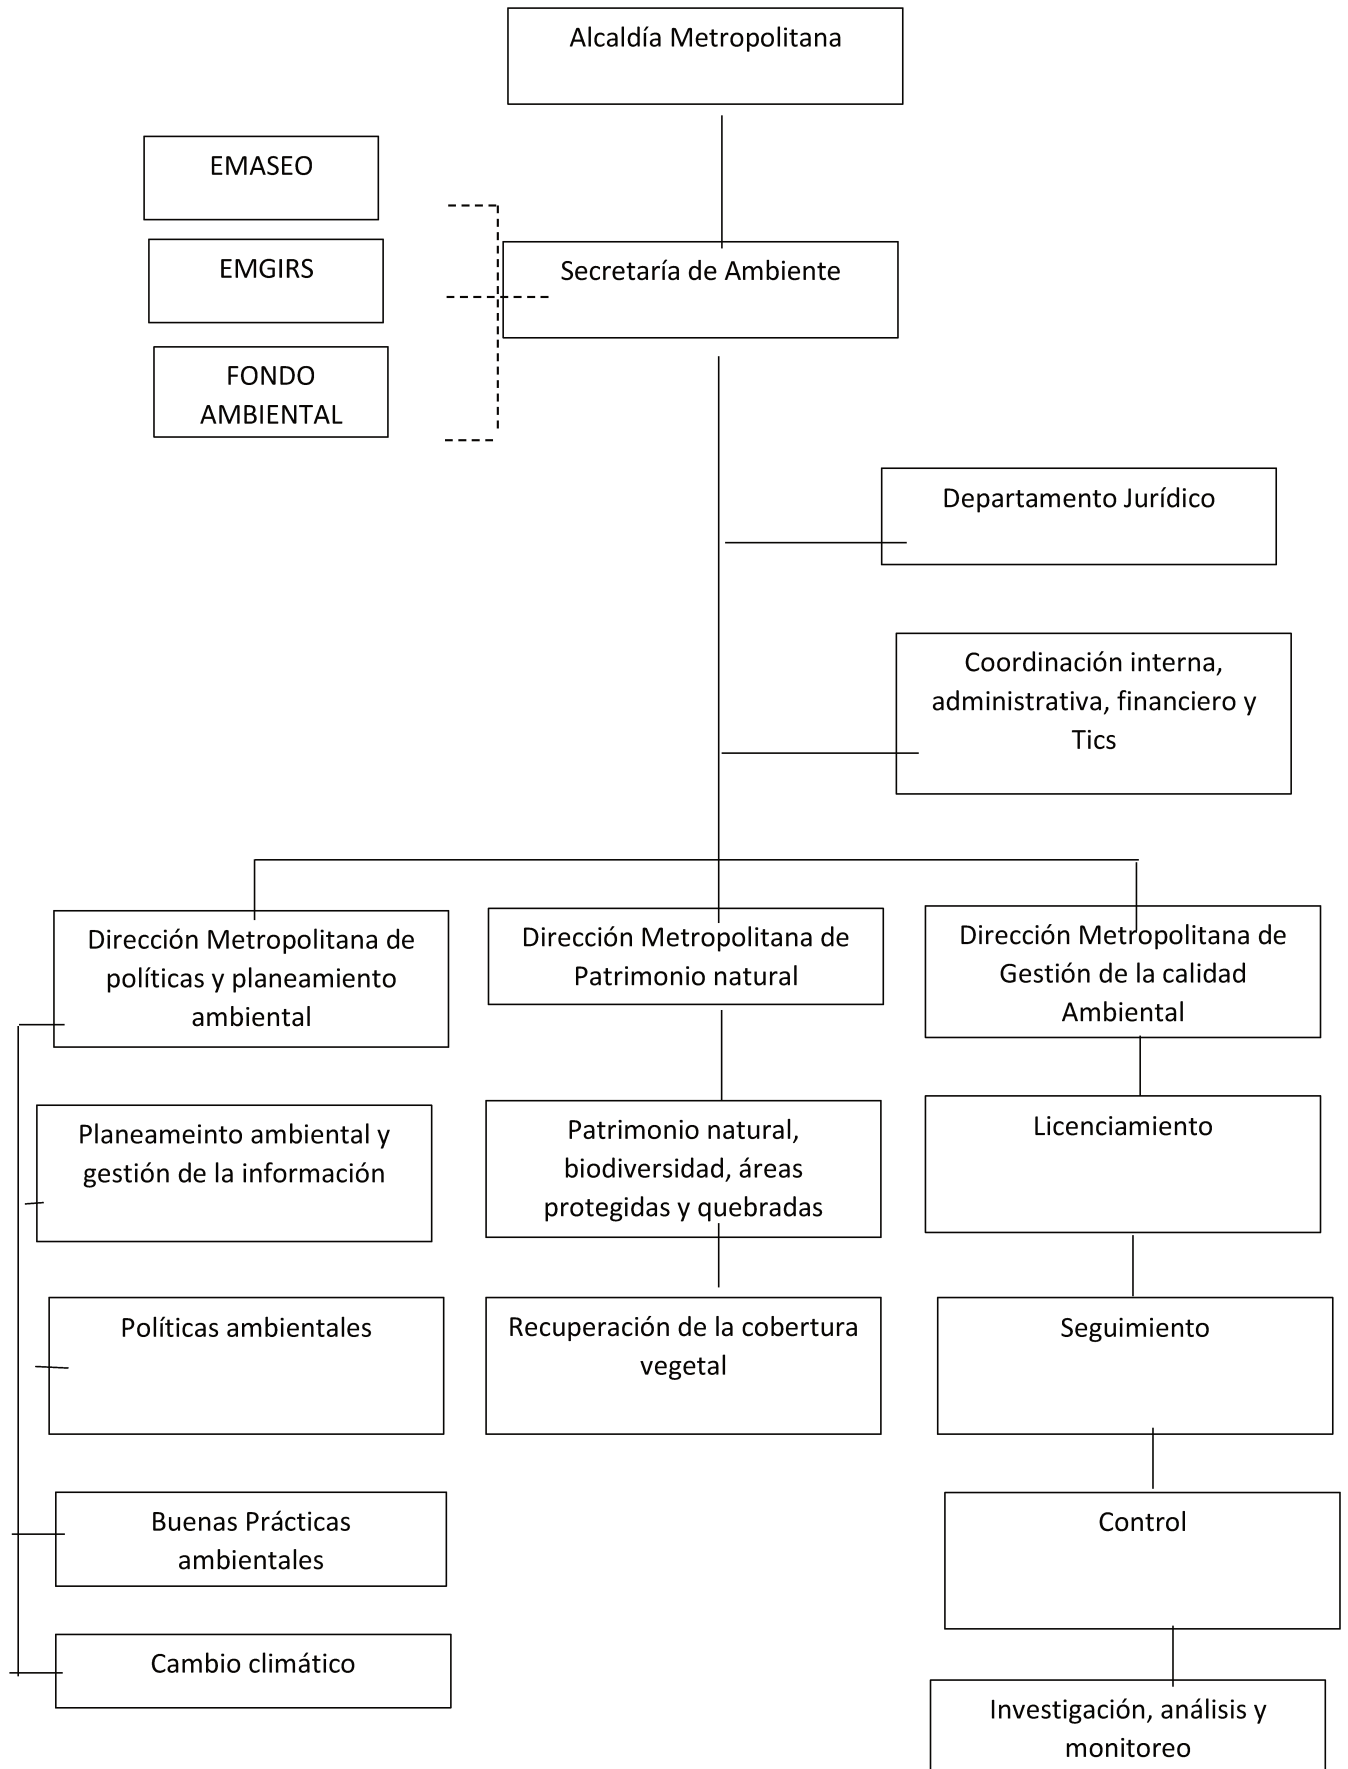 Alcaldía Metropolitana
EMASEO
EMGIRS
Secretaría de Ambiente
FONDO
AMBIENTAL
Departamento Jurídico
Coordinación interna,
administrativa, financiero y
Tics
Dirección Metropolitana de
políticas y planeamiento
ambiental
Dirección Metropolitana de
Patrimonio natural
Dirección Metropolitana de
Gestión de la calidad
Ambiental
Planeameinto ambiental y
gestión de la información
Patrimonio natural,
biodiversidad, áreas
protegidas y quebradas
Licenciamiento
Políticas ambientales
Recuperación de la cobertura
vegetal
Seguimiento
Buenas Prácticas
ambientales
Control
Cambio climático
Investigación, análisis y
monitoreo